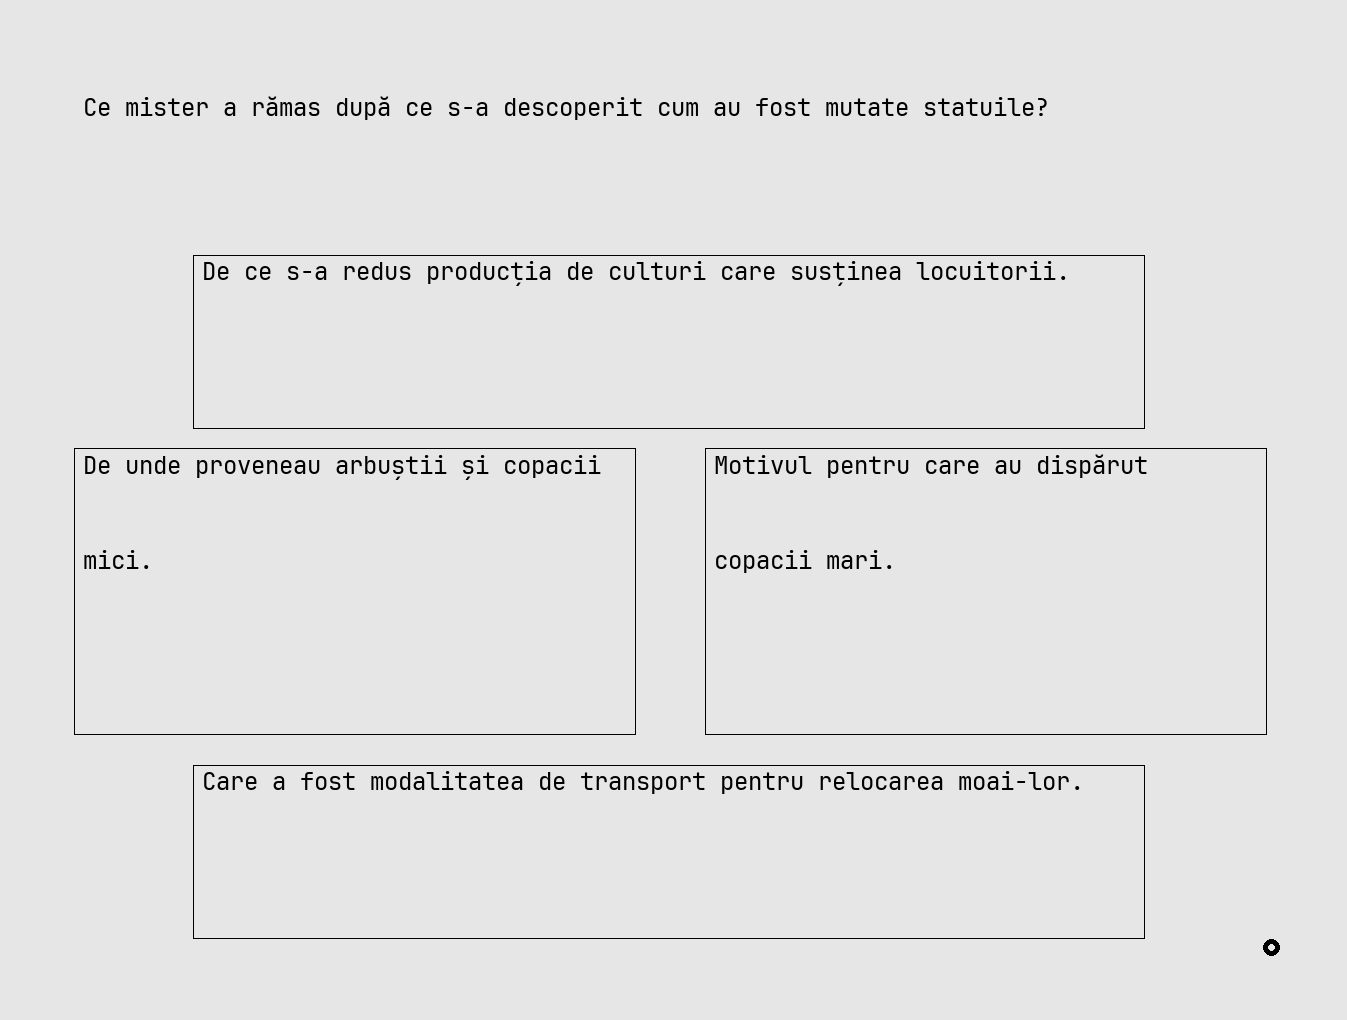 Ce mister a rămas după ce s-a descoperit cum au fost mutate statuile?
De ce s-a redus producția de culturi care susținea locuitorii.
De unde proveneau arbuștii și copacii
mici.
Motivul pentru care au dispărut
copacii mari.
Care a fost modalitatea de transport pentru relocarea moai-lor.